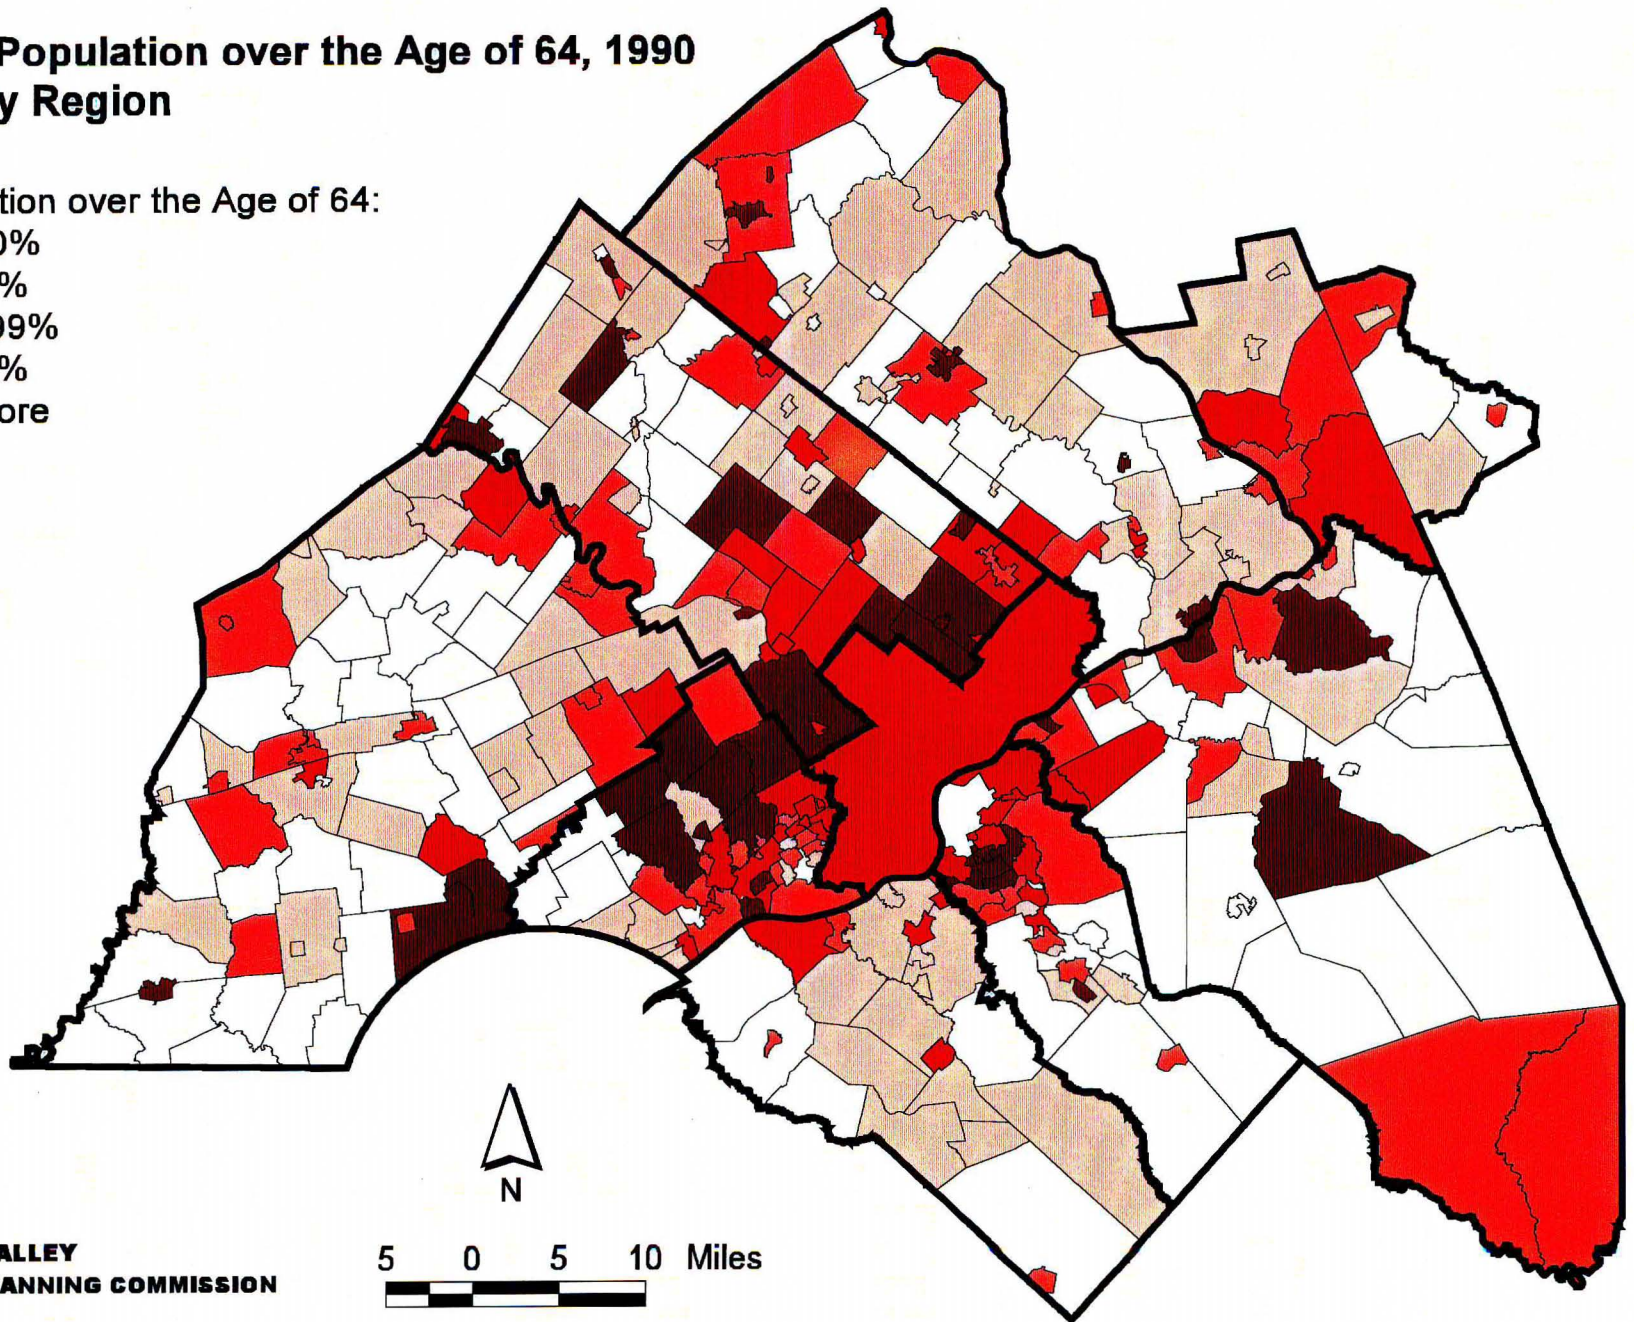 Population over the Age of 64, 1990
y Region
tion over the Age of 64:
0%
%
99%
%
ore
N
ALLEY
ANNING COMMISSION
5 0 5 10 Miles